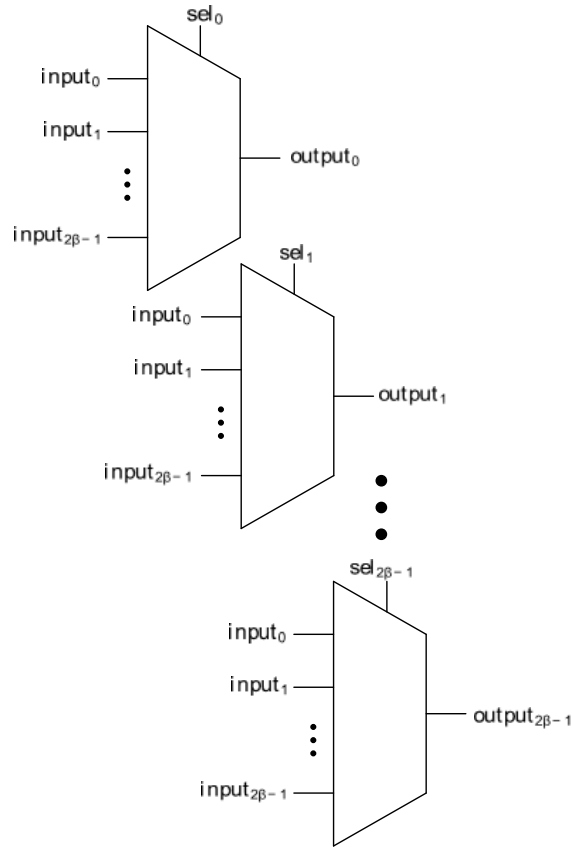 sel₀
input₀
input₁
output₀
input₂ᵦ₋₁
sel₁
input₀
input₁
output₁
input₂ᵦ₋₁
sel₂ᵦ₋₁
input₀
input₁
output₂ᵦ₋₁
input₂ᵦ₋₁